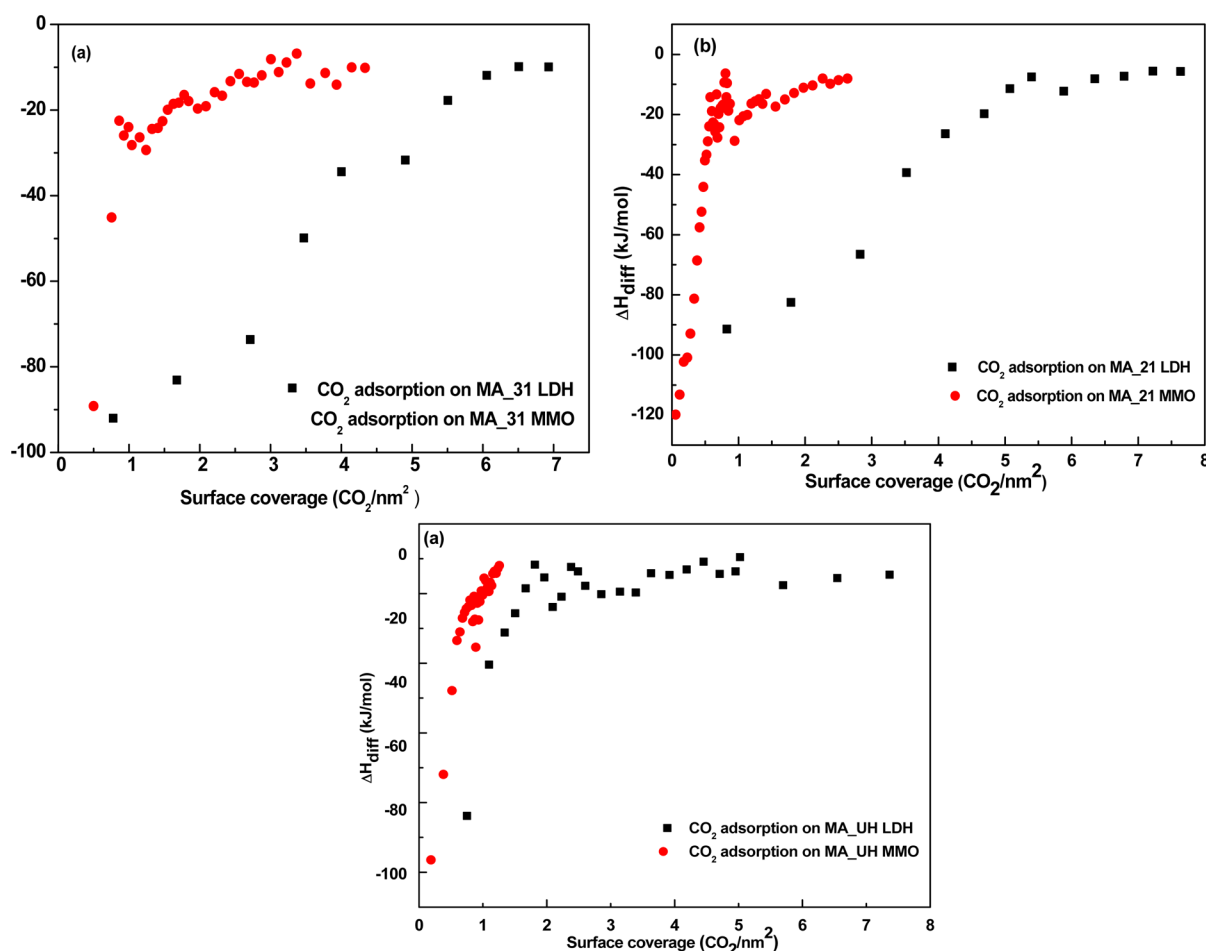 (a)
0
-20
-40
-60
-80
-100
0 1 2 3 4 5 6 7
CO2 adsorption on MA_31 LDH
CO2 adsorption on MA_31 MMO
Surface coverage (CO2/nm2 )
(b)
0
-20
-40
-60
-80
-100
-120
ΔHdiff (kJ/mol)
0 1 2 3 4 5 6 7 8
CO2 adsorption on MA_21 LDH
CO2 adsorption on MA_21 MMO
Surface coverage (CO2/nm2)
(a)
0
-20
-40
-60
-80
-100
ΔHdiff (kJ/mol)
0 1 2 3 4 5 6 7 8
CO2 adsorption on MA_UH LDH
CO2 adsorption on MA_UH MMO
Surface coverage (CO2/nm2)